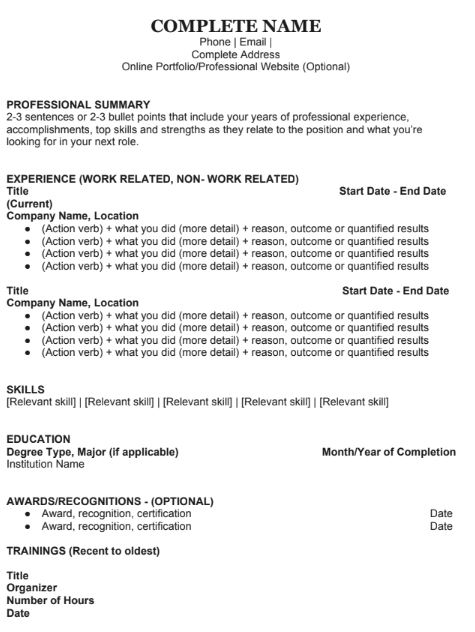 COMPLETE NAME
Phone | Email |
Complete Address
Online Portfolio/Professional Website (Optional)
PROFESSIONAL SUMMARY
2-3 sentences or 2-3 bullet points that include your years of professional experience,
accomplishments, top skills and strengths as they relate to the position and what you're
looking for in your next role.
EXPERIENCE (WORK RELATED, NON- WORK RELATED)
Title Start Date - End Date
(Current)
Company Name, Location
● (Action verb) + what you did (more detail) + reason, outcome or quantified results
● (Action verb) + what you did (more detail) + reason, outcome or quantified results
● (Action verb) + what you did (more detail) + reason, outcome or quantified results
● (Action verb) + what you did (more detail) + reason, outcome or quantified results
Title Start Date - End Date
Company Name, Location
● (Action verb) + what you did (more detail) + reason, outcome or quantified results
● (Action verb) + what you did (more detail) + reason, outcome or quantified results
● (Action verb) + what you did (more detail) + reason, outcome or quantified results
● (Action verb) + what you did (more detail) + reason, outcome or quantified results
SKILLS
[Relevant skill] | [Relevant skill] | [Relevant skill] | [Relevant skill] | [Relevant skill]
EDUCATION
Degree Type, Major (if applicable) Month/Year of Completion
Institution Name
AWARDS/RECOGNITIONS - (OPTIONAL)
● Award, recognition, certification Date
● Award, recognition, certification Date
TRAININGS (Recent to oldest)
Title
Organizer
Number of Hours
Date